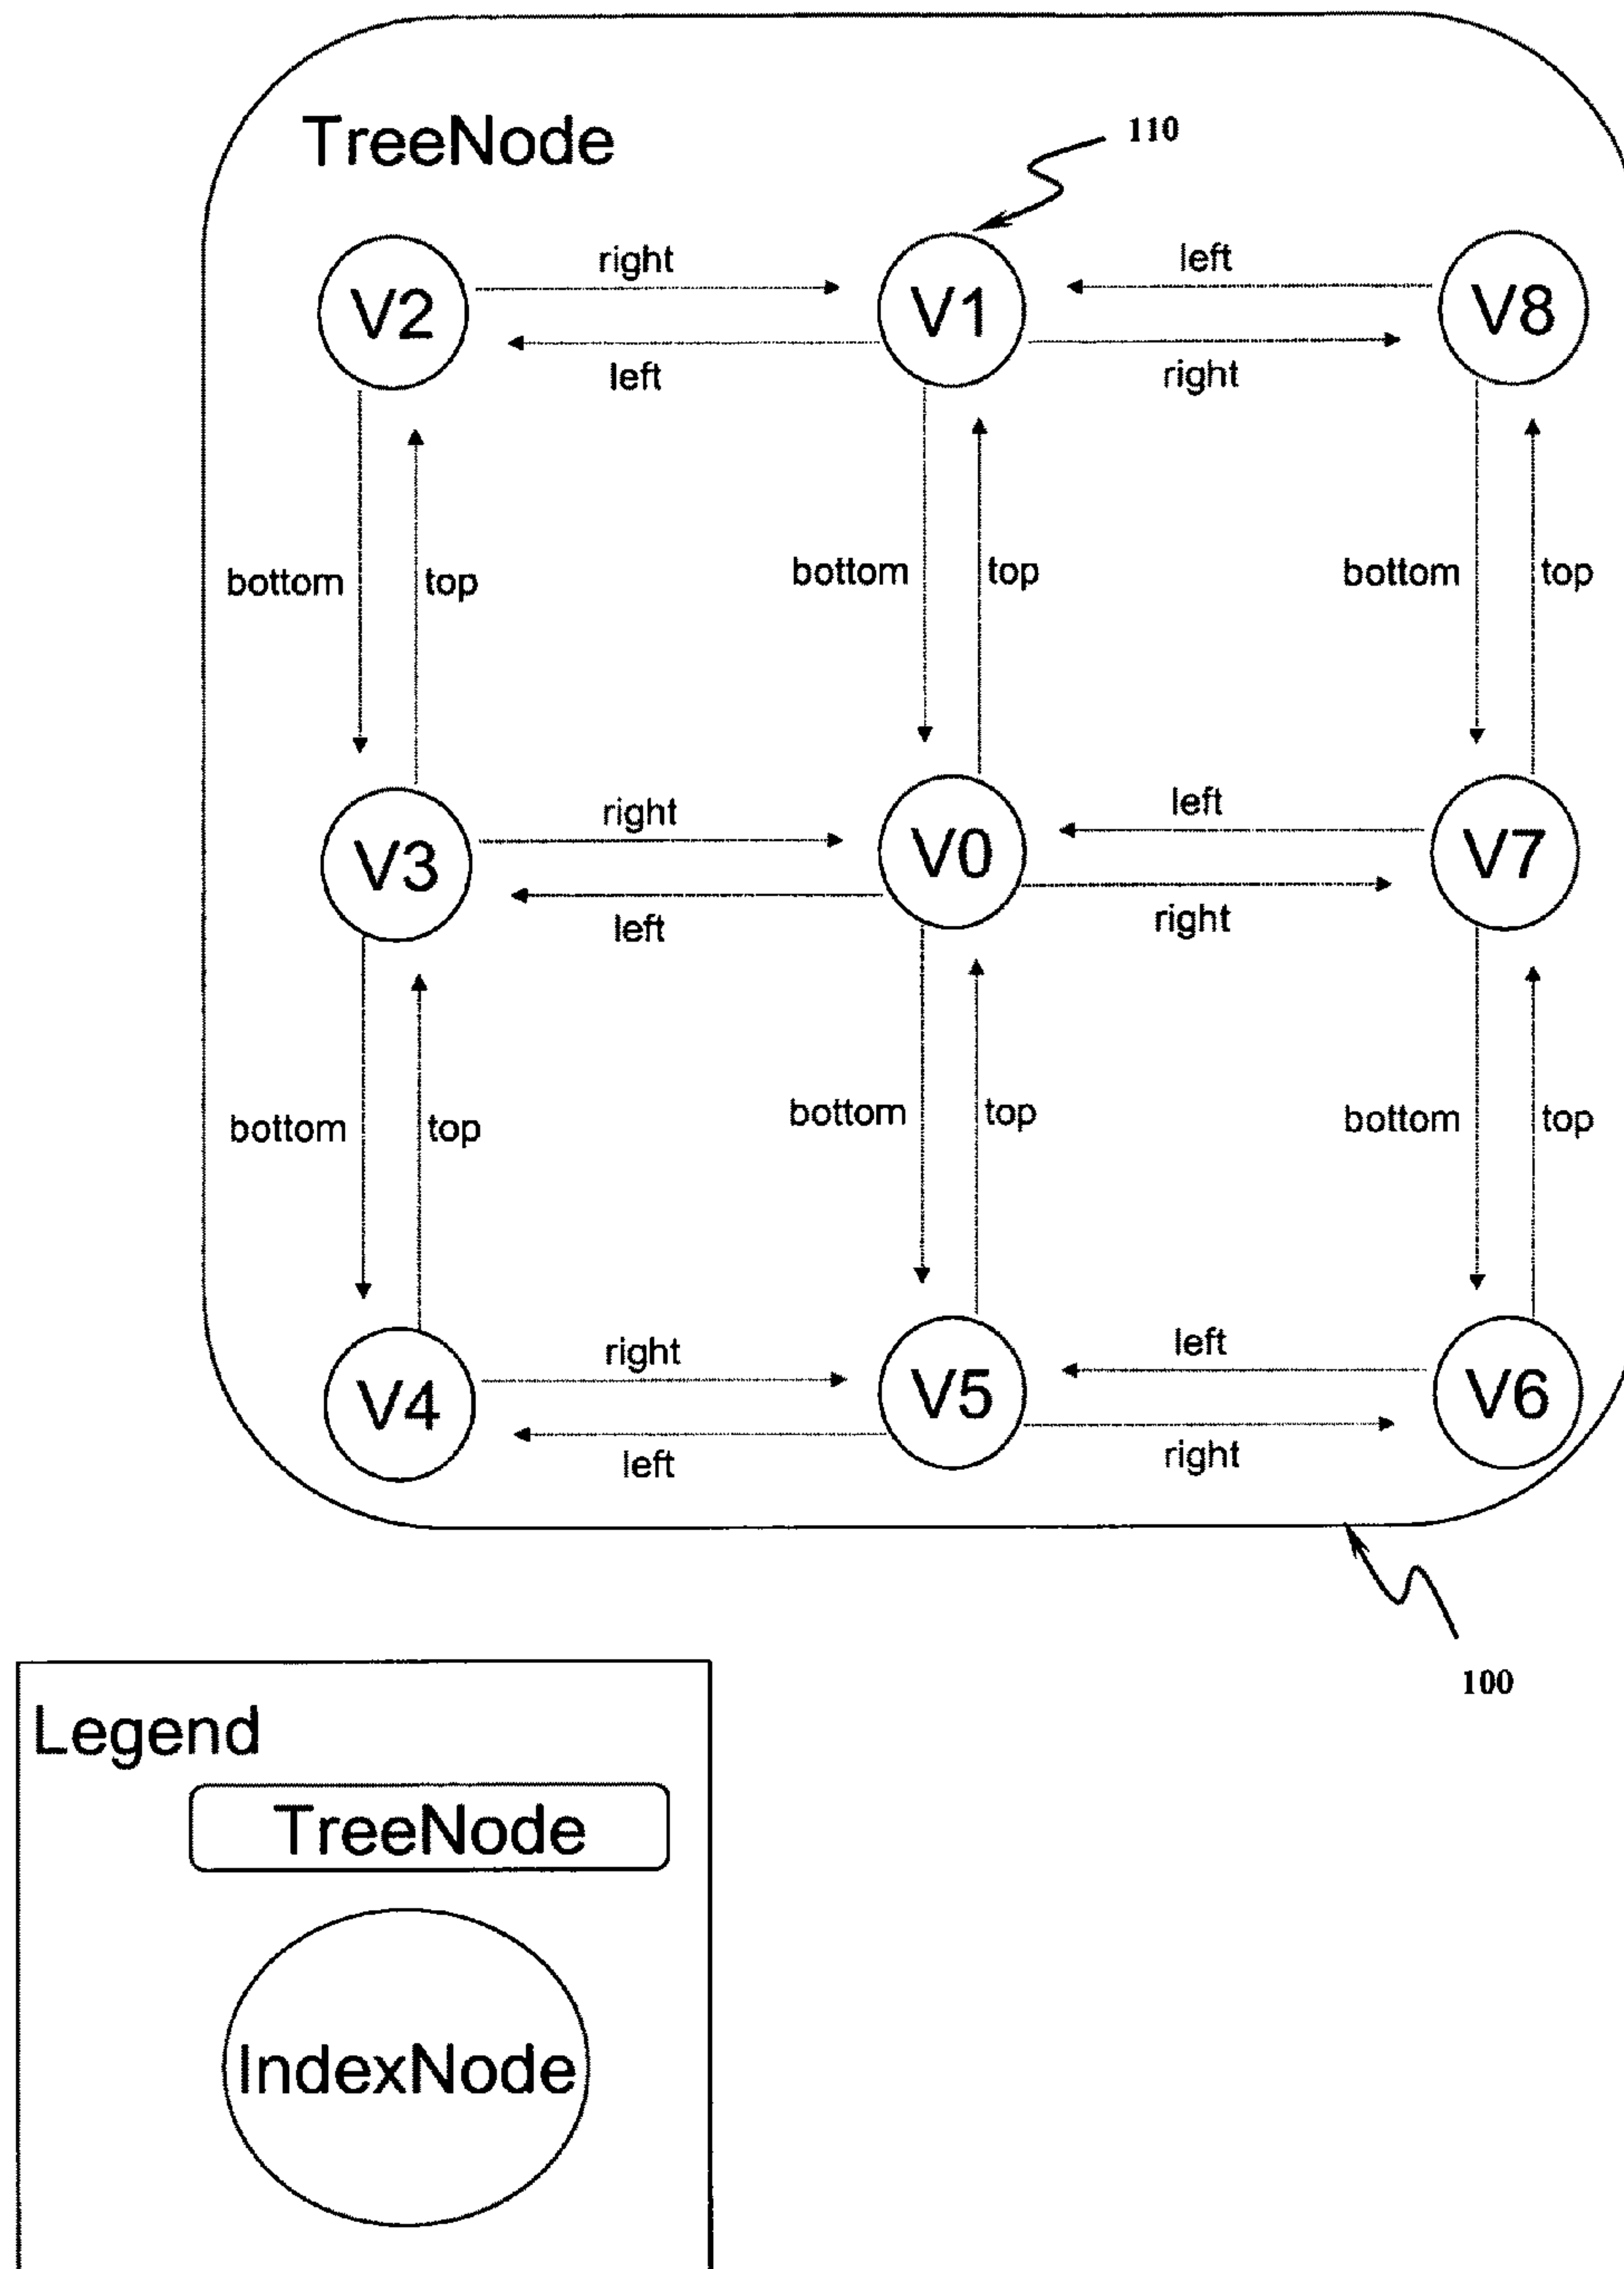 TreeNode
110
right
left
V2
V1
V8
left
right
bottom
top
bottom
top
bottom
top
right
left
V3
V0
V7
left
right
bottom
top
bottom
top
bottom
top
right
left
V4
V5
V6
left
right
100
Legend
TreeNode
IndexNode